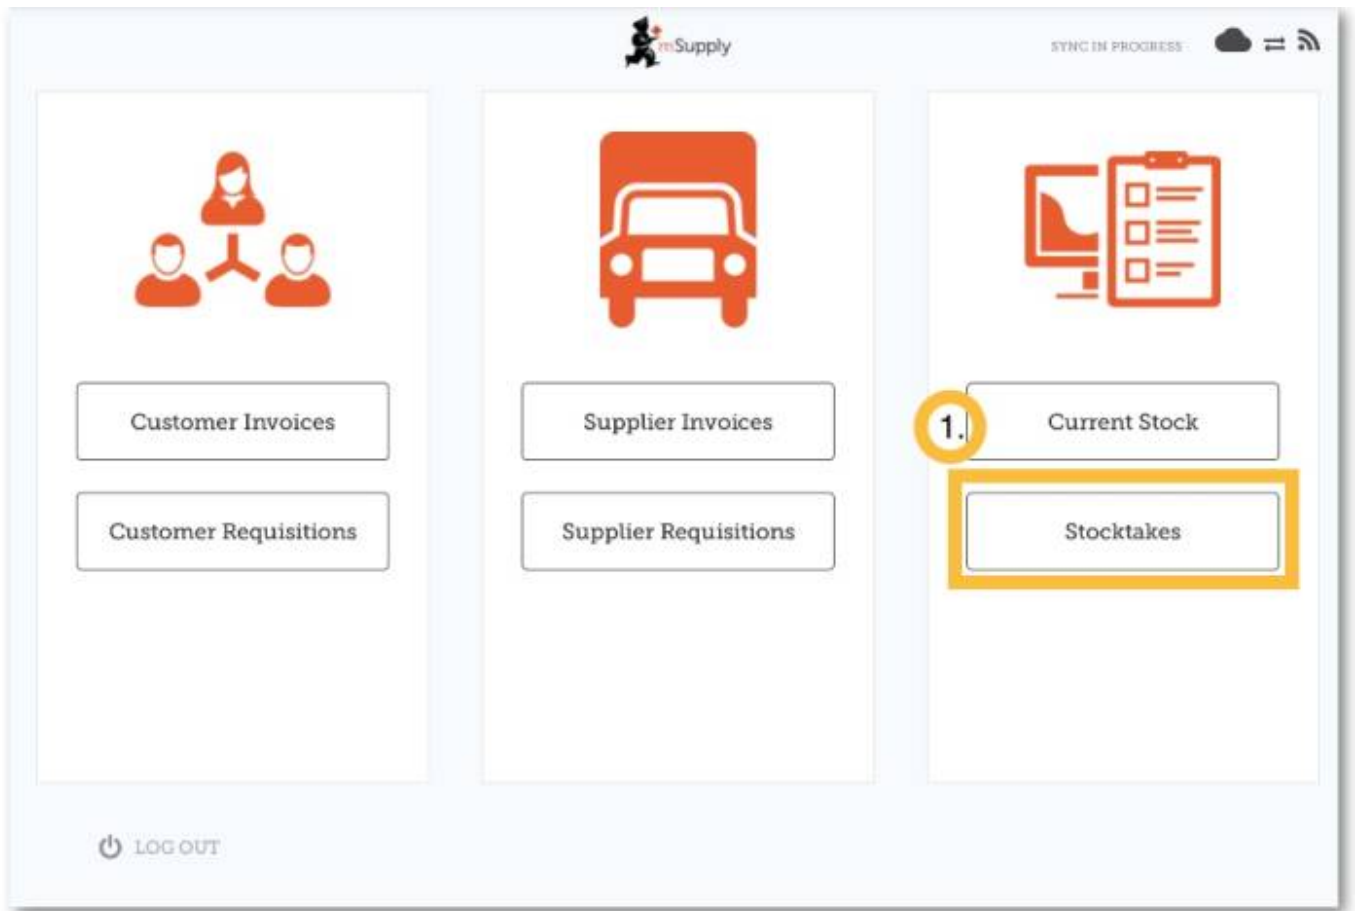 mSupply
SYNC IN PROGRESS
Customer Invoices
Customer Requisitions
Supplier Invoices
Supplier Requisitions
1.
Current Stock
Stocktakes
LOG OUT